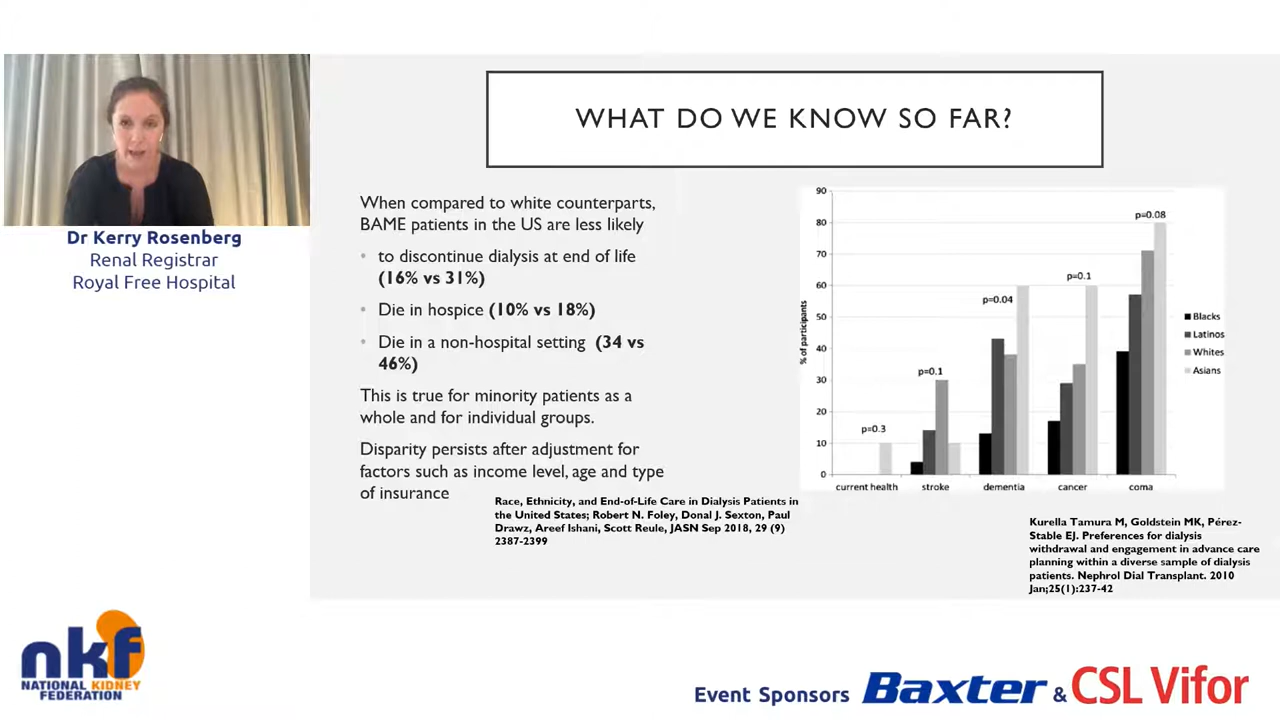 WHAT DO WE KNOW SO FAR?
Dr Kerry Rosenberg
Renal Registrar
Royal Free Hospital
When compared to white counterparts,
BAME patients in the US are less likely
• to discontinue dialysis at end of life
(16% vs 31%)
• Die in hospice (10% vs 18%)
• Die in a non-hospital setting (34 vs
46%)
This is true for minority patients as a
whole and for individual groups.
Disparity persists after adjustment for
factors such as income level, age and type
of insurance
Race, Ethnicity, and End-of-Life Care in Dialysis Patients in
the United States; Robert N. Foley, Donal J. Sexton, Paul
Drawz, Areef Ishani, Scott Reule, JASN Sep 2018, 29 (9)
2387-2399
% of participants
90
80
70
60
50
40
30
20
10
0
p=0.3
p=0.1
p=0.04
p=0.1
p=0.08
current health
stroke
dementia
cancer
coma
Blacks
Latinos
Whites
Asians
Kurella Tamura M, Goldstein MK, Pérez-
Stable EJ. Preferences for dialysis
withdrawal and engagement in advance care
planning within a diverse sample of dialysis
patients. Nephrol Dial Transplant. 2010
Jan;25(1):237-42
nkf
NATIONAL KIDNEY
FEDERATION
Event Sponsors Baxter & CSL Vifor